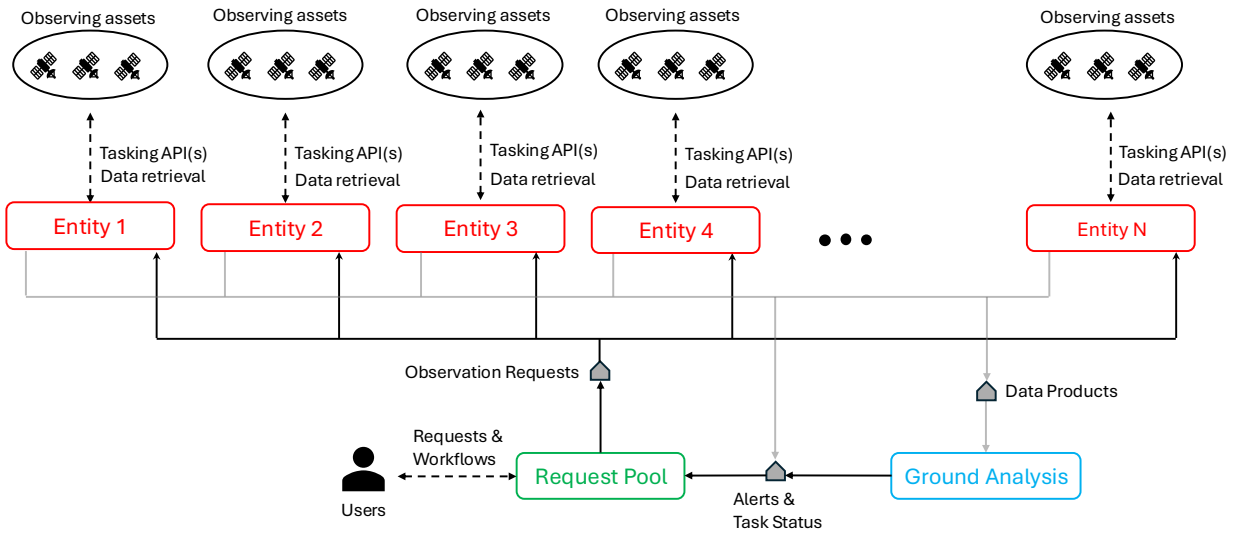 Observing assets
Observing assets
Observing assets
Observing assets
Observing assets
Tasking API(s)
Data retrieval
Tasking API(s)
Data retrieval
Tasking API(s)
Data retrieval
Tasking API(s)
Data retrieval
Tasking API(s)
Data retrieval
Entity 1
Entity 2
Entity 3
Entity 4
Entity N
Observation Requests
Data Products
Requests &
Workflows
Users
Request Pool
Ground Analysis
Alerts &
Task Status